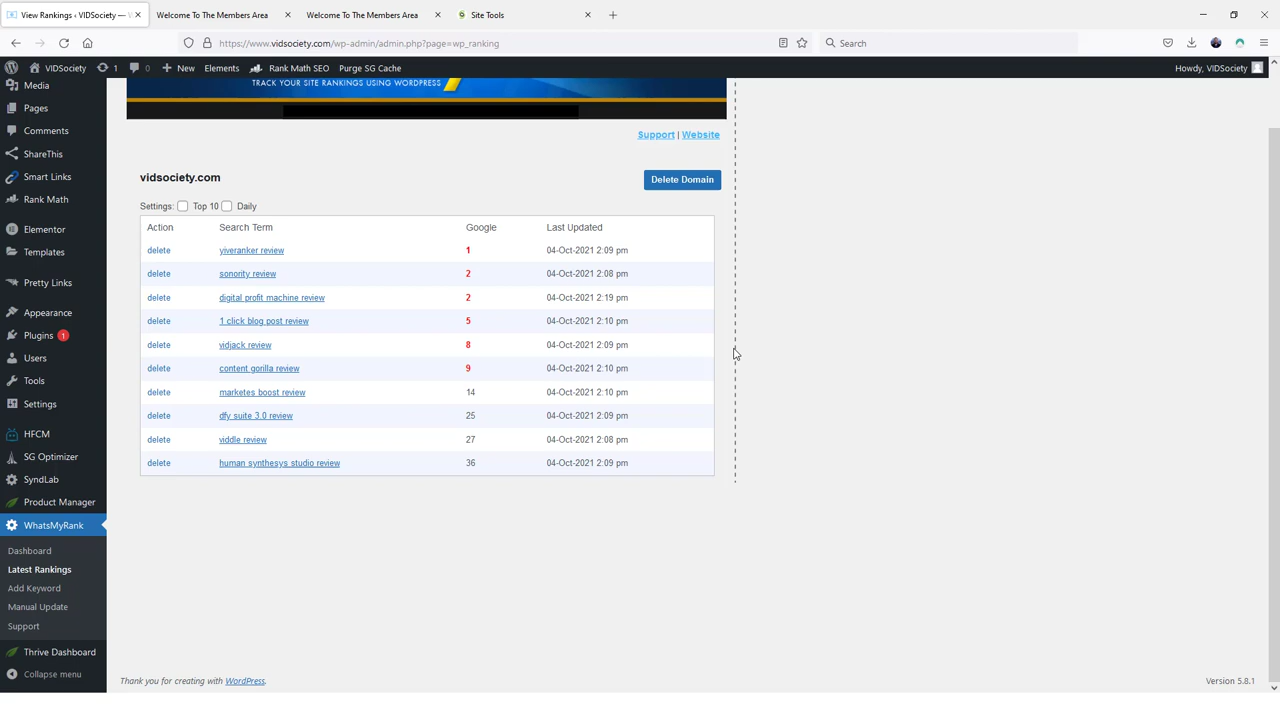 View Rankings ‹ VIDSociety —
Welcome To The Members Area
Welcome To The Members Area
Site Tools
https://www.vidsociety.com/wp-admin/admin.php?page=wp_ranking
Search
VIDSociety
1
0
New
Elements
Rank Math SEO
Purge SG Cache
Howdy, VIDSociety
Media
Pages
Comments
ShareThis
Smart Links
Rank Math
Elementor
Templates
Pretty Links
Appearance
Plugins 1
Users
Tools
Settings
HFCM
SG Optimizer
SyndLab
Product Manager
WhatsMyRank
Dashboard
Latest Rankings
Add Keyword
Manual Update
Support
Thrive Dashboard
Collapse menu
TRACK YOUR SITE RANKINGS USING WORDPRESS
Support | Website
vidsociety.com
Delete Domain
Settings: Top 10 Daily
Action Search Term Google Last Updated
delete yiveranker review 1 04-Oct-2021 2:09 pm
delete sonority review 2 04-Oct-2021 2:08 pm
delete digital profit machine review 2 04-Oct-2021 2:19 pm
delete 1 click blog post review 5 04-Oct-2021 2:10 pm
delete vidjack review 8 04-Oct-2021 2:09 pm
delete content gorilla review 9 04-Oct-2021 2:10 pm
delete marketes boost review 14 04-Oct-2021 2:10 pm
delete dfy suite 3.0 review 25 04-Oct-2021 2:09 pm
delete viddle review 27 04-Oct-2021 2:08 pm
delete human synthesys studio review 36 04-Oct-2021 2:09 pm
Thank you for creating with WordPress.
Version 5.8.1